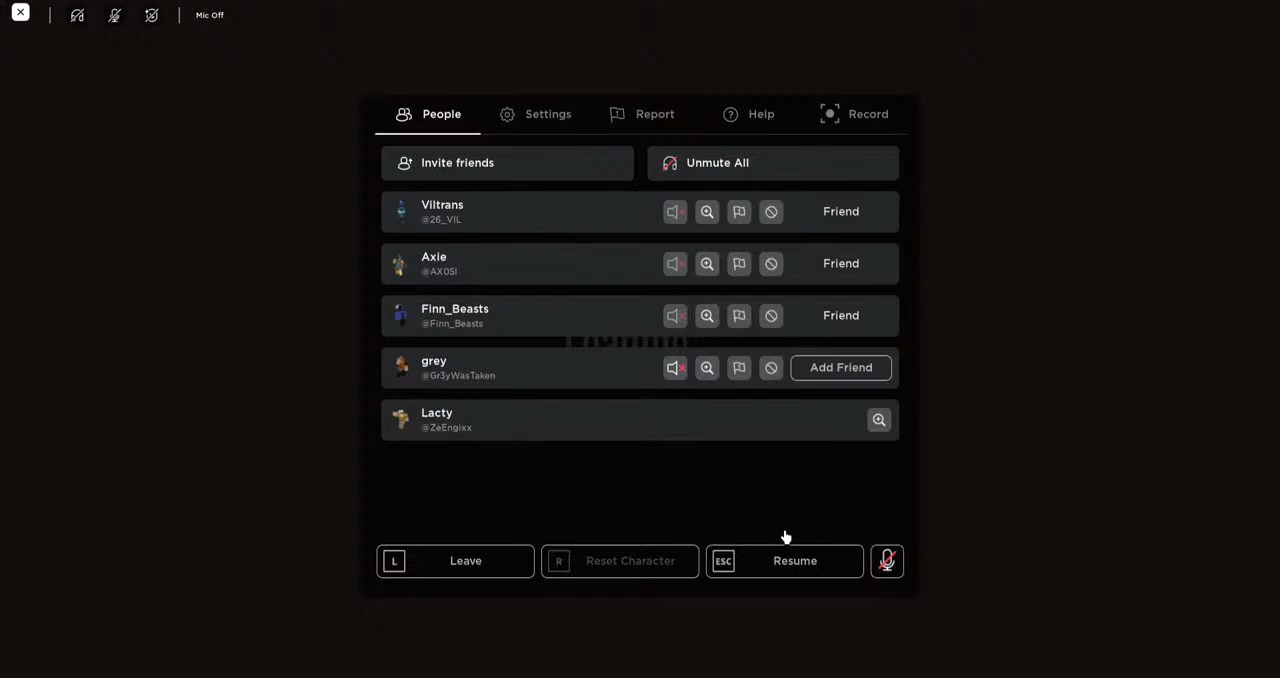 Mic Off
People
Settings
Report
Help
Record
Invite friends
Unmute All
Viltrans
@26_VIL
Friend
Axie
@AX05I
Friend
Finn_Beasts
@Finn_Beasts
Friend
grey
@Gr3yWasTaken
Add Friend
Lacty
@ZeEngixx
L
Leave
R
Reset Character
ESC
Resume